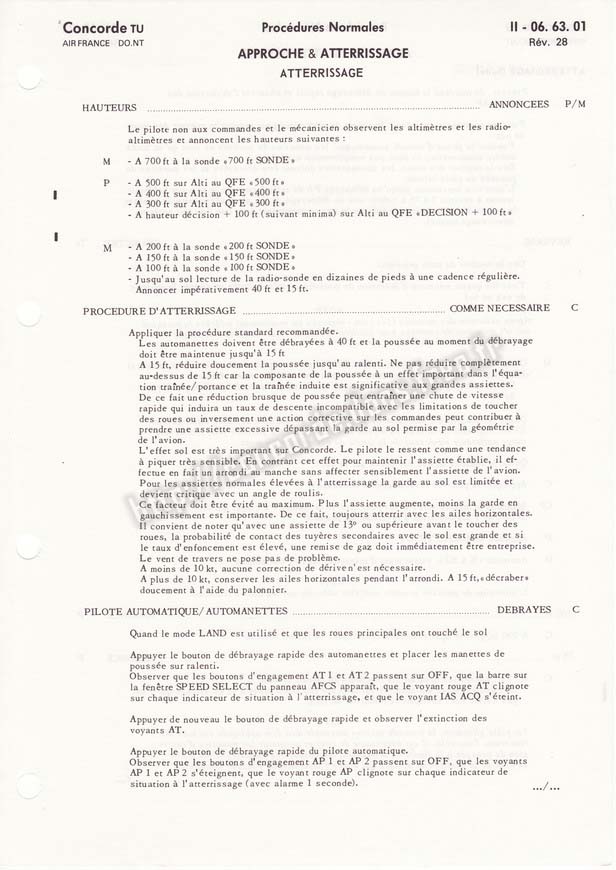 Concorde TU Procédures Normales II - 06. 63. 01
AIR FRANCE DO.NT Rév. 28
APPROCHE & ATTERRISSAGE
ATTERRISSAGE
HAUTEURS ANNONCEES P/M
Le pilote non aux commandes et le mécanicien observent les altimètres et les radio-
altimètres et annoncent les hauteurs suivantes :
M - A 700 ft à la sonde «700 ft SONDE»
P - A 500 ft sur Alti au QFE «500 ft»
- A 400 ft sur Alti au QFE «400 ft»
- A 300 ft sur Alti au QFE «300 ft»
- A hauteur décision + 100 ft (suivant minima) sur Alti au QFE «DECISION + 100 ft»
M - A 200 ft à la sonde «200 ft SONDE»
- A 150 ft à la sonde «150 ft SONDE»
- A 100 ft à la sonde «100 ft SONDE»
- Jusqu'au sol lecture de la radio-sonde en dizaines de pieds à une cadence régulière.
Annoncer impérativement 40 ft et 15 ft.
PROCEDURE D'ATTERRISSAGE COMME NECESSAIRE C
Appliquer la procédure standard recommandée.
Les automanettes doivent être débrayées à 40 ft et la poussée au moment du débrayage
doit être maintenue jusqu'à 15 ft
A 15 ft, réduire doucement la poussée jusqu'au ralenti. Ne pas réduire complètement
au-dessus de 15 ft car la composante de la poussée à un effet important dans l'équa-
tion traînée/portance et la traînée induite est significative aux grandes assiettes.
De ce fait une réduction brusque de poussée peut entraîner une chute de vitesse
rapide qui induira un taux de descente incompatible avec les limitations de toucher
des roues ou inversement une action corrective sur les commandes peut contribuer à
prendre une assiette excessive dépassant la garde au sol permise par la géométrie
de l'avion.
L'effet sol est très important sur Concorde. Le pilote le ressent comme une tendance
à piquer très sensible. En contrant cet effet pour maintenir l'assiette établie, il ef-
fectue en fait un arrondi au manche sans affecter sensiblement l'assiette de l'avion.
Pour les assiettes normales élevées à l'atterrissage la garde au sol est limitée et
devient critique avec un angle de roulis.
Ce facteur doit être évité au maximum. Plus l'assiette augmente, moins la garde en
gauchissement est importante. De ce fait, toujours atterrir avec les ailes horizontales.
Il convient de noter qu'avec une assiette de 13° ou supérieure avant le toucher des
roues, la probabilité de contact des tuyères secondaires avec le sol est grande et si
le taux d'enfoncement est élevé, une remise de gaz doit immédiatement être entreprise.
Le vent de travers ne pose pas de problème.
A moins de 10 kt, aucune correction de dérive n'est nécessaire.
A plus de 10 kt, conserver les ailes horizontales pendant l'arrondi. A 15 ft, «décraber»
doucement à l'aide du palonnier.
PILOTE AUTOMATIQUE/AUTOMANETTES DEBRAYES C
Quand le mode LAND est utilisé et que les roues principales ont touché le sol
Appuyer le bouton de débrayage rapide des automanettes et placer les manettes de
poussée sur ralenti.
Observer que les boutons d'engagement AT 1 et AT 2 passent sur OFF, que la barre sur
la fenêtre SPEED SELECT du panneau AFCS apparaît, que le voyant rouge AT clignote
sur chaque indicateur de situation à l'atterrissage, et que le voyant IAS ACQ s'éteint.
Appuyer de nouveau le bouton de débrayage rapide et observer l'extinction des
voyants AT.
Appuyer le bouton de débrayage rapide du pilote automatique.
Observer que les boutons d'engagement AP 1 et AP 2 passent sur OFF, que les voyants
AP 1 et AP 2 s'éteignent, que le voyant rouge AP clignote sur chaque indicateur de
situation à l'atterrissage (avec alarme 1 seconde).
.../...